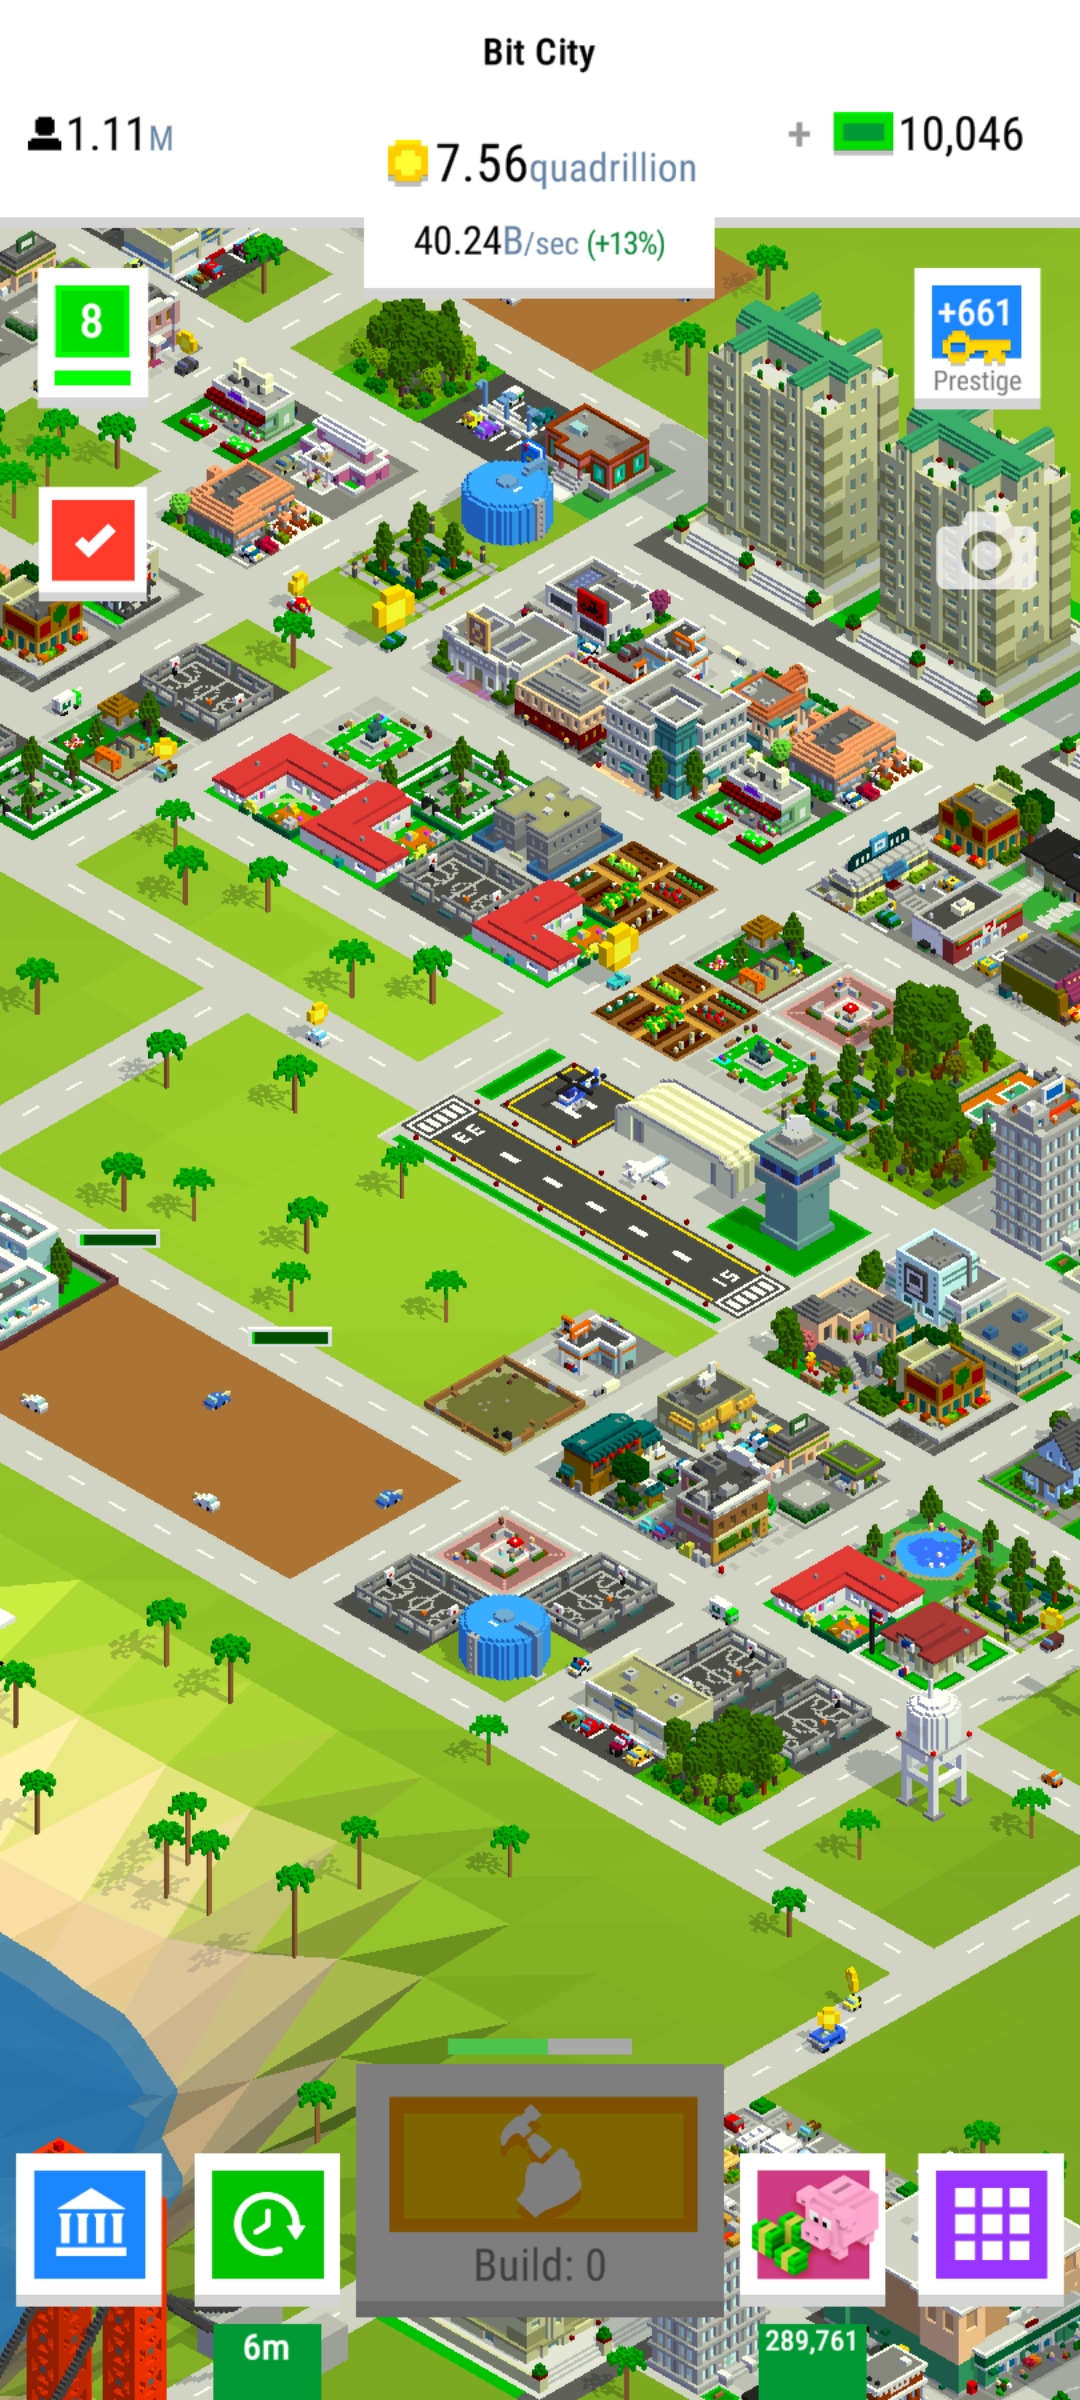 Bit City
1.11M
7.56quadrillion
+ 10,046
40.24B/sec (+13%)
8
+661
Prestige
Build: 0
6m
289,761